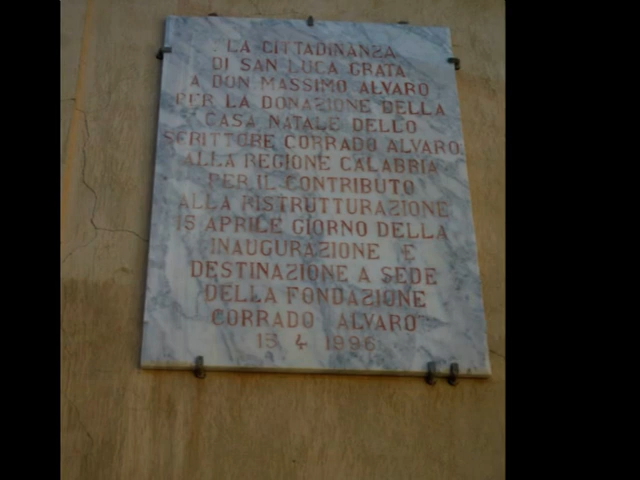 LA CITTADINANZA
DI SAN LUCA GRATA
A DON MASSIMO ALVARO
PER LA DONAZIONE DELLA
CASA NATALE DELLO
SCRITTORE CORRADO ALVARO
ALLA REGIONE CALABRIA
PER IL CONTRIBUTO
ALLA RISTRUTTURAZIONE
15 APRILE GIORNO DELLA
INAUGURAZIONE E
DESTINAZIONE A SEDE
DELLA FONDAZIONE
CORRADO ALVARO
15 4 1996